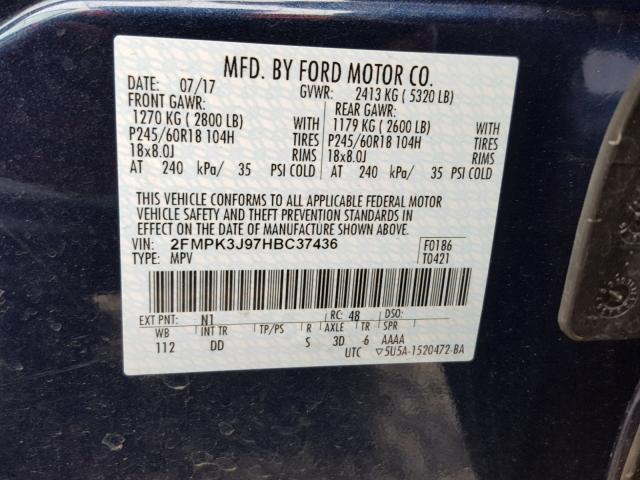 MFD. BY FORD MOTOR CO.
DATE: 07/17 GVWR: 2413 KG ( 5320 LB)
FRONT GAWR: REAR GAWR:
1270 KG ( 2800 LB) WITH 1179 KG ( 2600 LB) WITH
P245/60R18 104H TIRES P245/60R18 104H TIRES
18x8.0J RIMS 18x8.0J RIMS
AT 240 kPa/ 35 PSI COLD AT 240 kPa/ 35 PSI COLD
THIS VEHICLE CONFORMS TO ALL APPLICABLE FEDERAL MOTOR
VEHICLE SAFETY AND THEFT PREVENTION STANDARDS IN
EFFECT ON THE DATE OF MANUFACTURE SHOWN ABOVE.
VIN: 2FMPK3J97HBC37436 F0186
TYPE: MPV T0421
EXT PNT: N1 RC: 48 DSO:
WB INT TR TP/PS R AXLE TR SPR
112 DD S 3D 6 AAAA
UTC ▽5U5A-1520472-BA